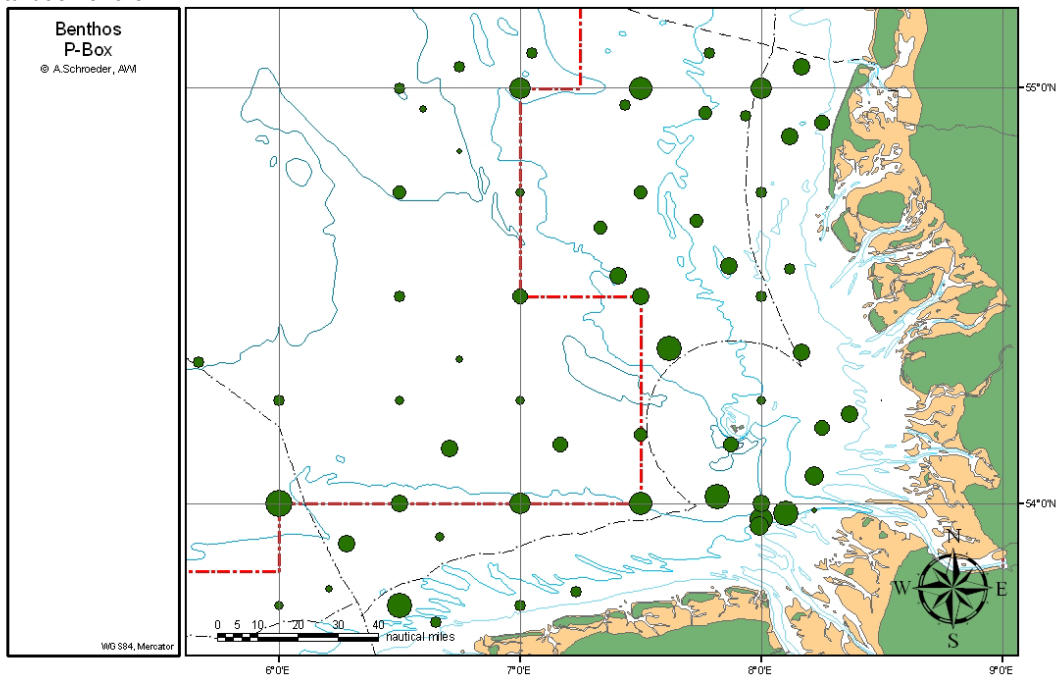 Benthos
P-Box
© A.Schroeder, AWI
WGS84, Mercator
55°0'N
54°0'N
N
W
E
S
0 5 10 20 30 40
nautical miles
6°0'E
7°0'E
8°0'E
9°0'E